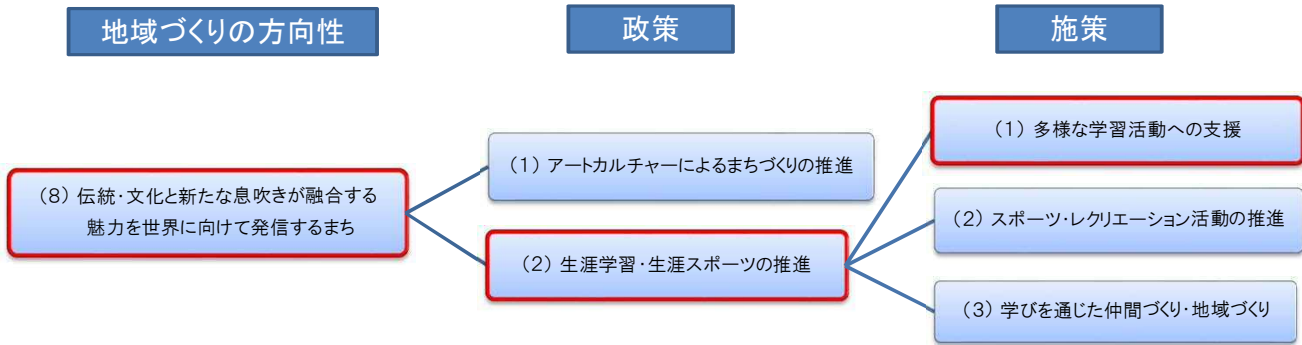 地域づくりの方向性
政策
施策
(8) 伝統・文化と新たな息吹きが融合する
魅力を世界に向けて発信するまち
(1) アートカルチャーによるまちづくりの推進
(2) 生涯学習・生涯スポーツの推進
(1) 多様な学習活動への支援
(2) スポーツ・レクリエーション活動の推進
(3) 学びを通じた仲間づくり・地域づくり